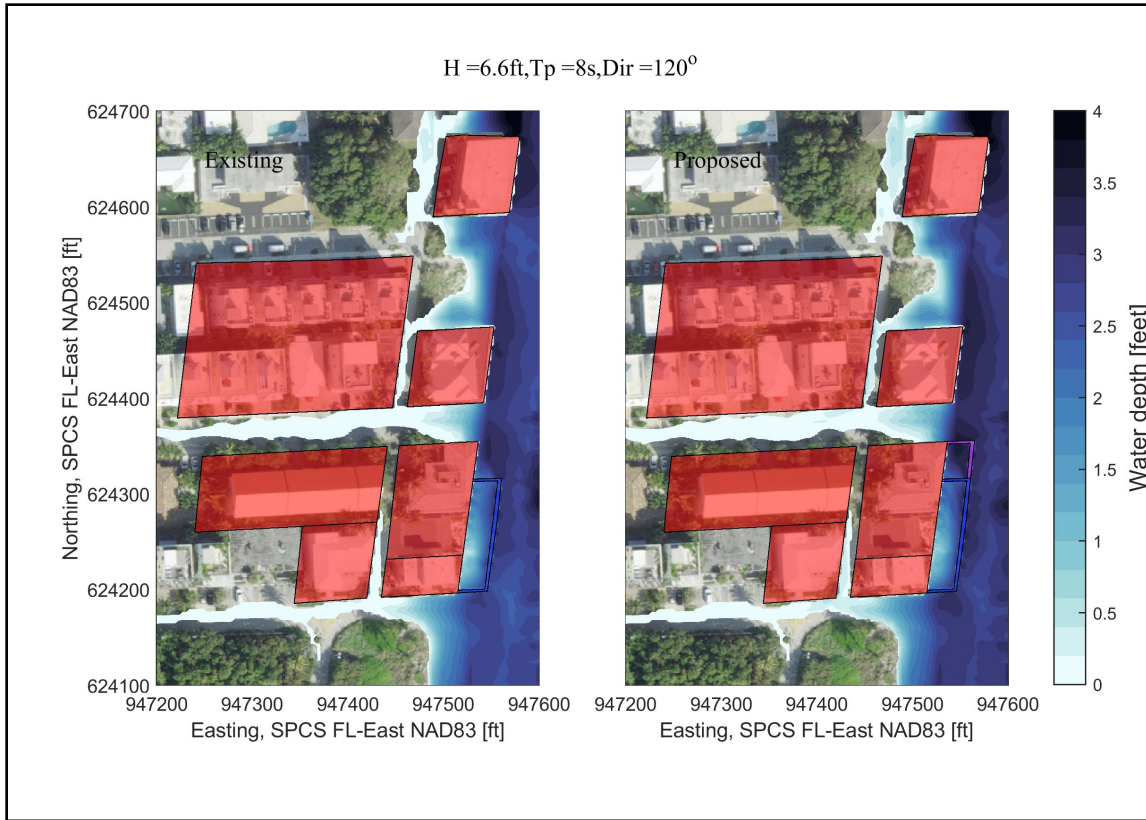 H =6.6ft,Tp =8s,Dir =120°
Existing
Proposed
624700
624600
624500
624400
624300
624200
624100
Northing, SPCS FL-East NAD83 [ft]
947200 947300 947400 947500 947600
Easting, SPCS FL-East NAD83 [ft]
947200 947300 947400 947500 947600
Easting, SPCS FL-East NAD83 [ft]
4
3.5
3
2.5
2
1.5
1
0.5
0
Water depth [feet]